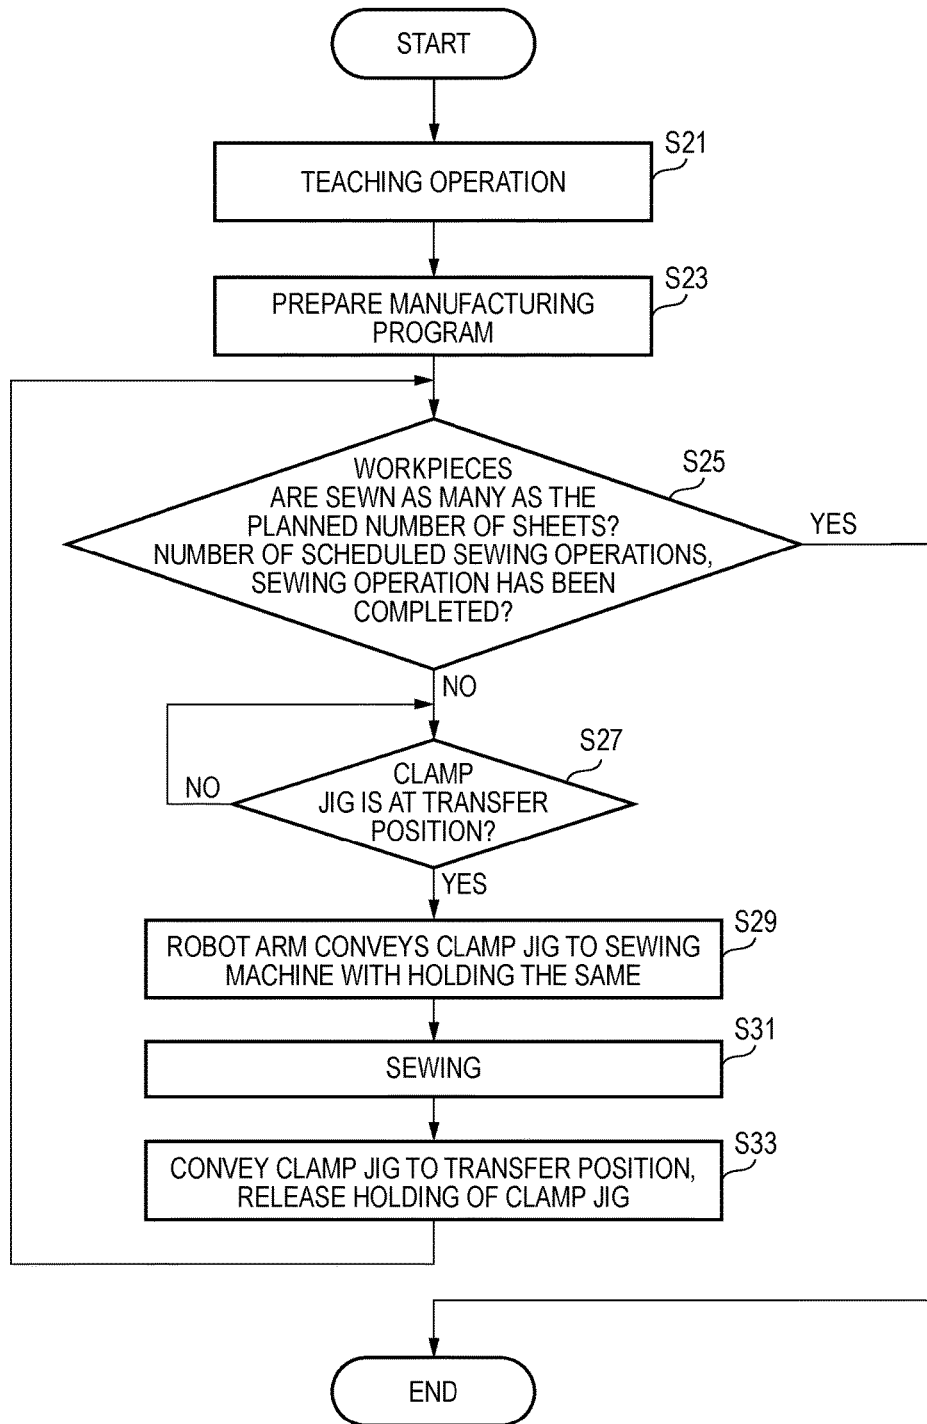 START
S21
TEACHING OPERATION
S23
PREPARE MANUFACTURING
PROGRAM
S25
WORKPIECES
ARE SEWN AS MANY AS THE
PLANNED NUMBER OF SHEETS?
NUMBER OF SCHEDULED SEWING OPERATIONS,
SEWING OPERATION HAS BEEN
COMPLETED?
YES
NO
S27
CLAMP
JIG IS AT TRANSFER
POSITION?
NO
YES
S29
ROBOT ARM CONVEYS CLAMP JIG TO SEWING
MACHINE WITH HOLDING THE SAME
S31
SEWING
S33
CONVEY CLAMP JIG TO TRANSFER POSITION,
RELEASE HOLDING OF CLAMP JIG
END